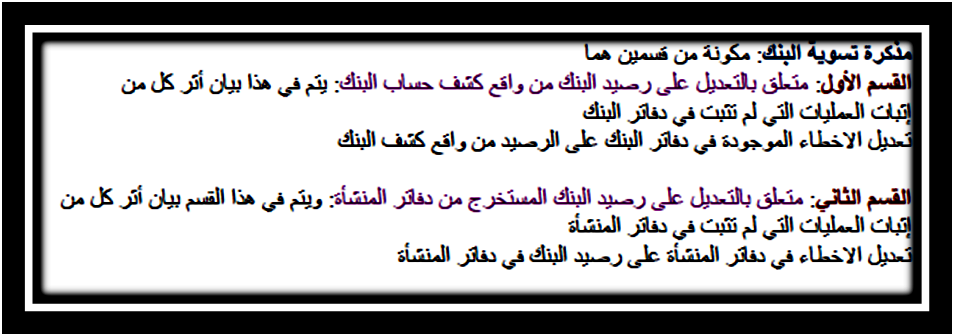 مذكرة تسوية البنك: مكونة من قسمين هما
القسم الأول: متعلق بالتعديل على رصيد البنك من واقع كشف حساب البنك: يتم في هذا بيان أثر كل من
إثبات العمليات التي لم تثبت في دفاتر البنك
تعديل الاخطاء الموجودة في دفاتر البنك على الرصيد من واقع كشف البنك
القسم الثاني: متعلق بالتعديل على رصيد البنك المستخرج من دفاتر المنشأة: ويتم في هذا القسم بيان أثر كل من
إثبات العمليات التي لم تثبت في دفاتر المنشأة
تعديل الاخطاء في دفاتر المنشأة على رصيد البنك في دفاتر المنشأة